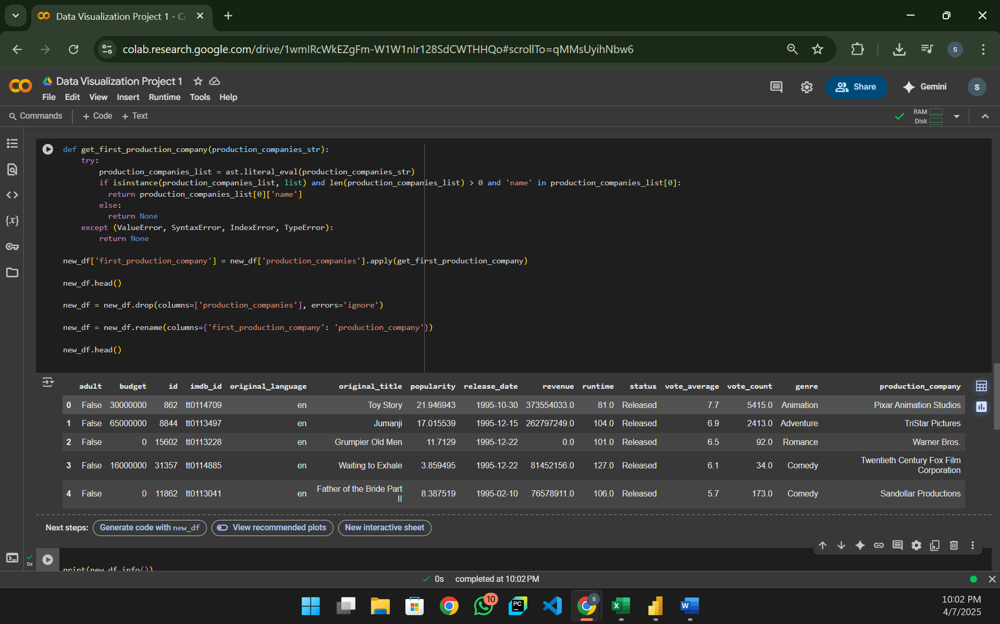 Data Visualization Project 1 - Co
colab.research.google.com/drive/1wmIRcWkEZgFm-W1W1nIr128SdCWTHHQo#scrollTo=qMMsUyihNbw6
S
Data Visualization Project 1
File Edit View Insert Runtime Tools Help
Share
Gemini
S
Commands + Code + Text
RAM
Disk
def get_first_production_company(production_companies_str):
    try:
        production_companies_list = ast.literal_eval(production_companies_str)
        if isinstance(production_companies_list, list) and len(production_companies_list) > 0 and 'name' in production_companies_list[0]:
          return production_companies_list[0]['name']
        else:
          return None
    except (ValueError, SyntaxError, IndexError, TypeError):
        return None
new_df['first_production_company'] = new_df['production_companies'].apply(get_first_production_company)
new_df.head()
new_df = new_df.drop(columns=['production_companies'], errors='ignore')
new_df = new_df.rename(columns={'first_production_company': 'production_company'})
new_df.head()
adult budget id imdb_id original_language original_title popularity release_date revenue runtime status vote_average vote_count genre production_company
0 False 30000000 862 tt0114709 en Toy Story 21.946943 1995-10-30 373554033.0 81.0 Released 7.7 5415.0 Animation Pixar Animation Studios
1 False 65000000 8844 tt0113497 en Jumanji 17.015539 1995-12-15 262797249.0 104.0 Released 6.9 2413.0 Adventure TriStar Pictures
2 False 0 15602 tt0113228 en Grumpier Old Men 11.7129 1995-12-22 0.0 101.0 Released 6.5 92.0 Romance Warner Bros.
3 False 16000000 31357 tt0114885 en Waiting to Exhale 3.859495 1995-12-22 81452156.0 127.0 Released 6.1 34.0 Comedy Twentieth Century Fox Film
Corporation
4 False 0 11862 tt0113041 en Father of the Bride Part
II 8.387519 1995-02-10 76578911.0 106.0 Released 5.7 173.0 Comedy Sandollar Productions
Next steps: Generate code with new_df View recommended plots New interactive sheet
0s
print(new_df.info())
0s completed at 10:02 PM
10
PC
S
X
W
10:02 PM
4/7/2025